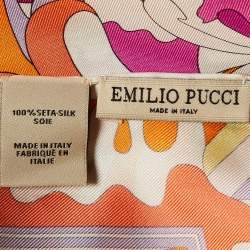 100% SETA-SILK
SOIE
MADE IN ITALY
FABRIQUÉ EN
ITALIE
EMILIO PUCCI
MADE IN ITALY